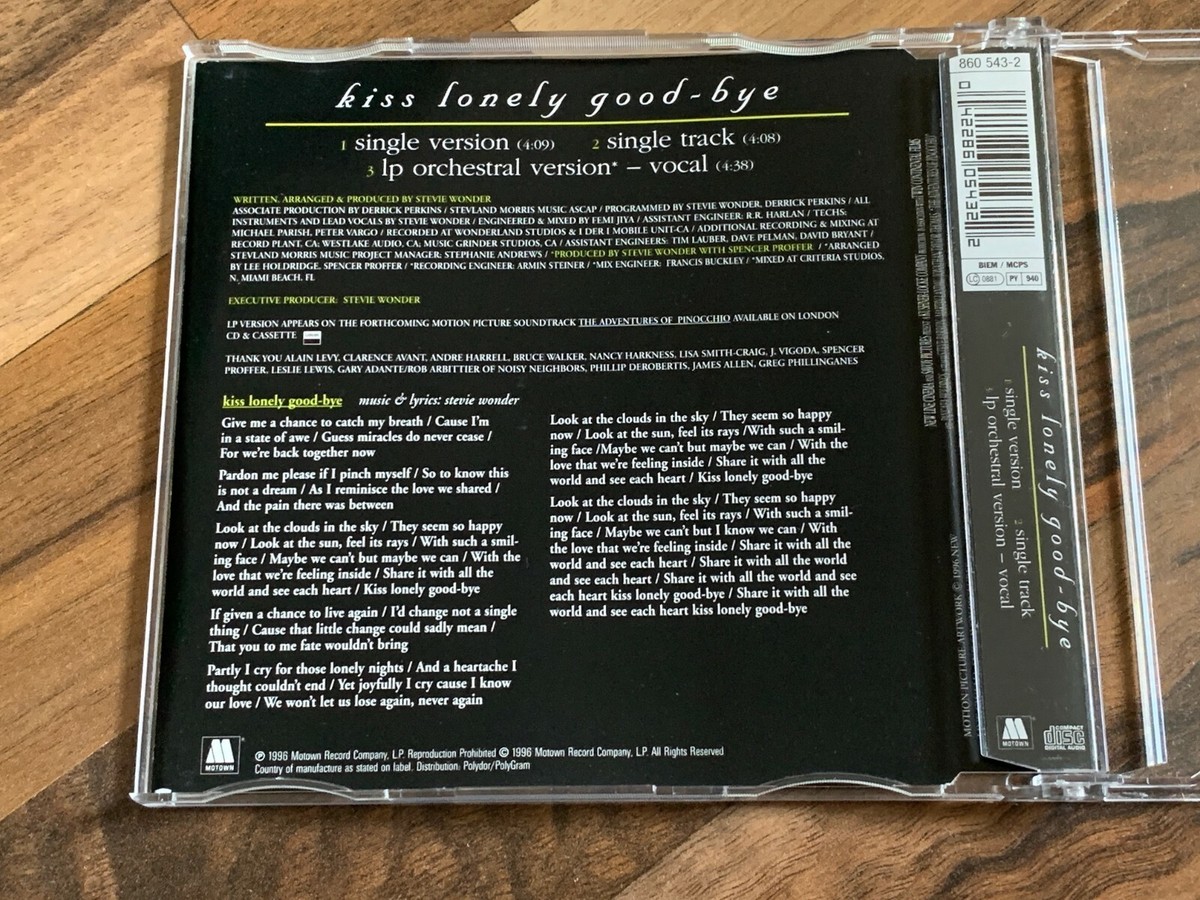 kiss lonely good-bye
1 single version (4:09) 2 single track (4:08)
3 lp orchestral version* – vocal (4:38)
WRITTEN, ARRANGED & PRODUCED BY STEVIE WONDER
ASSOCIATE PRODUCTION BY DERRICK PERKINS / STEVLAND MORRIS MUSIC ASCAP / PROGRAMMED BY STEVIE WONDER, DERRICK PERKINS / ALL
INSTRUMENTS AND LEAD VOCALS BY STEVIE WONDER / ENGINEERED & MIXED BY FEMI JIYA / ASSISTANT ENGINEER: R.R. HARLAN / TECHS:
MICHAEL PARISH, PETER VARGO / RECORDED AT WONDERLAND STUDIOS & I DER I MOBILE UNIT-CA / ADDITIONAL RECORDING & MIXING AT
RECORD PLANT, CA; WESTLAKE AUDIO, CA; MUSIC GRINDER STUDIOS, CA / ASSISTANT ENGINEERS: TIM LAUBER, DAVE PELMAN, DAVID BRYANT /
STEVLAND MORRIS MUSIC PROJECT MANAGER: STEPHANIE ANDREWS / *PRODUCED BY STEVIE WONDER WITH SPENCER PROFFER / *ARRANGED
BY LEE HOLDRIDGE, SPENCER PROFFER / *RECORDING ENGINEER: ARMIN STEINER / *MIX ENGINEER: FRANCIS BUCKLEY / *MIXED AT CRITERIA STUDIOS,
N. MIAMI BEACH, FL
EXECUTIVE PRODUCER: STEVIE WONDER
LP VERSION APPEARS ON THE FORTHCOMING MOTION PICTURE SOUNDTRACK THE ADVENTURES OF PINOCCHIO AVAILABLE ON LONDON
CD & CASSETTE
THANK YOU ALAIN LEVY, CLARENCE AVANT, ANDRE HARRELL, BRUCE WALKER, NANCY HARKNESS, LISA SMITH-CRAIG, J. VIGODA, SPENCER
PROFFER, LESLIE LEWIS, GARY ADANTE/ROB ARBITTIER OF NOISY NEIGHBORS, PHILLIP DEROBERTIS, JAMES ALLEN, GREG PHILLINGANES
kiss lonely good-bye music & lyrics: stevie wonder
Give me a chance to catch my breath / Cause I'm
in a state of awe / Guess miracles do never cease /
For we're back together now
Pardon me please if I pinch myself / So to know this
is not a dream / As I reminisce the love we shared /
And the pain there was between
Look at the clouds in the sky / They seem so happy
now / Look at the sun, feel its rays / With such a smil-
ing face / Maybe we can't but maybe we can / With the
love that we're feeling inside / Share it with all the
world and see each heart / Kiss lonely good-bye
If given a chance to live again / I'd change not a single
thing / Cause that little change could sadly mean /
That you to me fate wouldn't bring
Partly I cry for those lonely nights / And a heartache I
thought couldn't end / Yet joyfully I cry cause I know
our love / We won't let us lose again, never again
Look at the clouds in the sky / They seem so happy
now / Look at the sun, feel its rays /With such a smil-
ing face /Maybe we can't but maybe we can / With the
love that we're feeling inside / Share it with all the
world and see each heart / Kiss lonely good-bye
Look at the clouds in the sky / They seem so happy
now / Look at the sun, feel its rays / With such a smil-
ing face / Maybe we can't but I know we can / With
the love that we're feeling inside / Share it with all the
world and see each heart / Share it with all the world
and see each heart / Share it with all the world and see
each heart kiss lonely good-bye / Share it with all the
world and see each heart kiss lonely good-bye
MOTOWN
℗ 1996 Motown Record Company, L.P. Reproduction Prohibited © 1996 Motown Record Company, L.P. All Rights Reserved
Country of manufacture as stated on label. Distribution: Polydor/PolyGram
MOTION PICTURE ARTWORK © 1996 NEW
860 543-2
0 42286 05432 2
BIEM / MCPS
LC 0881 PY 940
kiss lonely good-bye
1 single version 2 single track
3 lp orchestral version – vocal
MOTOWN
COMPACT
disc
DIGITAL AUDIO